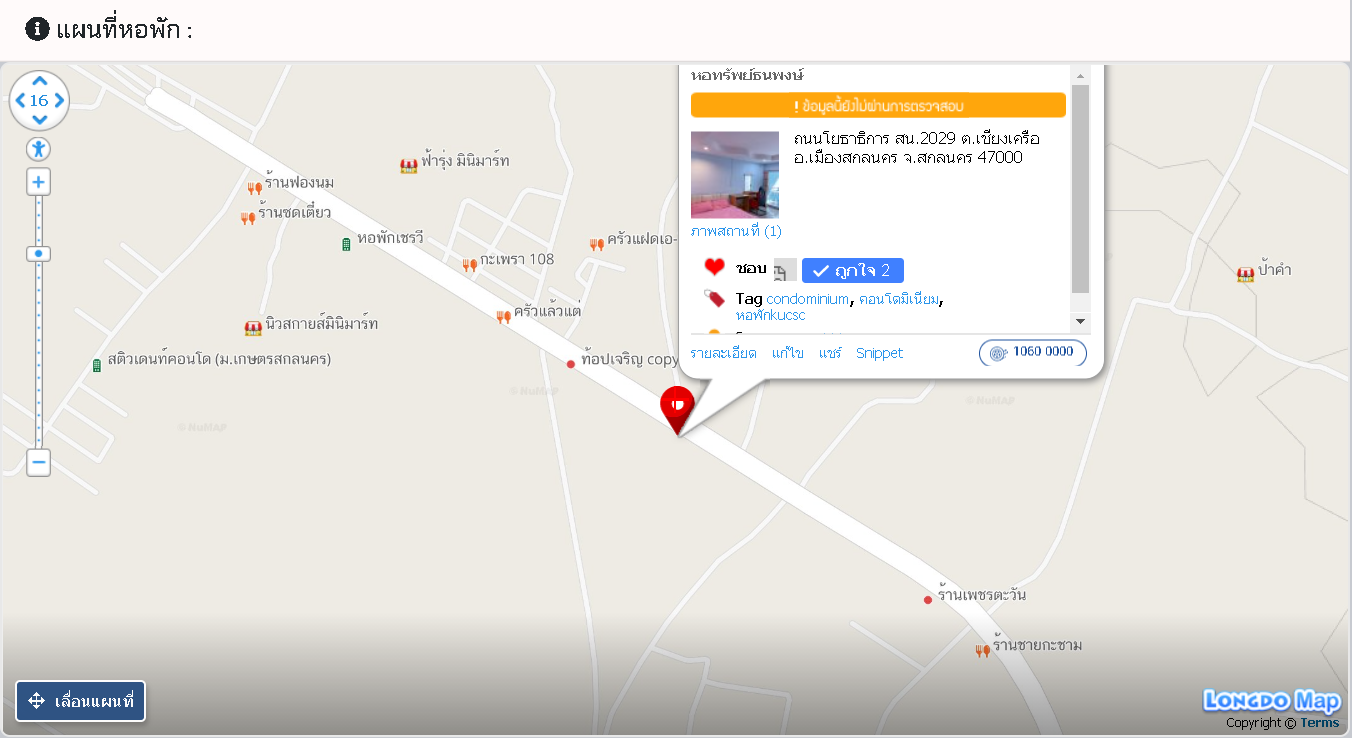 แผนที่หอพัก :
16
หอทรัพย์ธนพงษ์
! ข้อมูลนี้ยังไม่ผ่านการตรวจสอบ
ถนนโยธาธิการ สน.2029 ต.เชียงเครือ
อ.เมืองสกลนคร จ.สกลนคร 47000
ภาพสถานที่ (1)
ชอบ
ถูกใจ 2
Tag condominium, คอนโดมิเนียม,
หอพักkucsc
รายละเอียด แก้ไข แชร์ Snippet
1060 0000
ฟ้ารุ่ง มินิมาร์ท
ร้านฟองนม
ร้านซดเตี๋ยว
หอพักเชรวี
ครัวแฝดเอ-
กะเพรา 108
ป้าคำ
ครัวแล้วแต่
นิวสกายส์มินิมาร์ท
สติวเดนท์คอนโด (ม.เกษตรสกลนคร)
ท้อปเจริญ copy
© NuMAP
© NuMAP
© NuMAP
ร้านเพชรตะวัน
ร้านชายกะชาม
เลื่อนแผนที่
LONGDO Map
Copyright © Terms